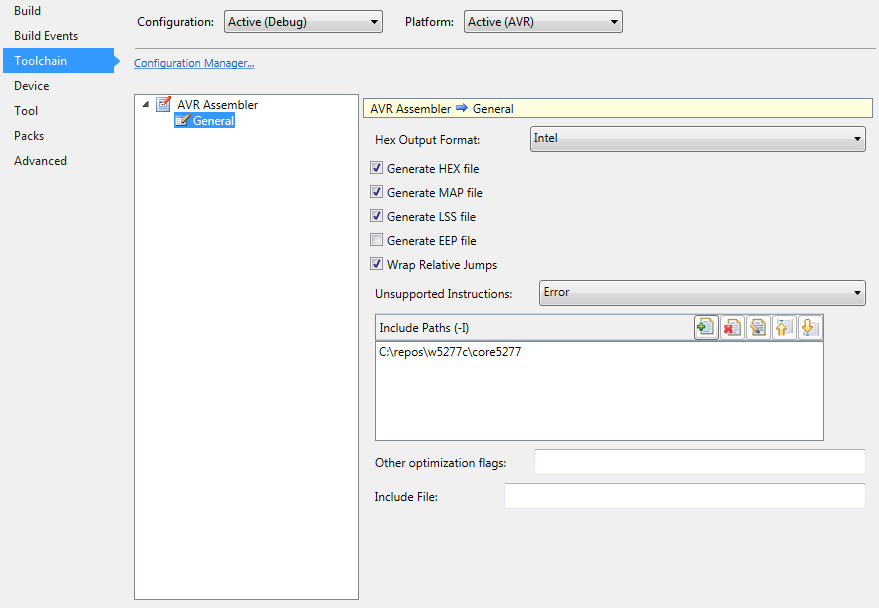 Build
Build Events
Toolchain
Device
Tool
Packs
Advanced
Configuration: Active (Debug) Platform: Active (AVR)
Configuration Manager...
AVR Assembler
General
AVR Assembler General
Hex Output Format: Intel
Generate HEX file
Generate MAP file
Generate LSS file
Generate EEP file
Wrap Relative Jumps
Unsupported Instructions: Error
Include Paths (-I)
C:\repos\w5277c\core5277
Other optimization flags:
Include File: